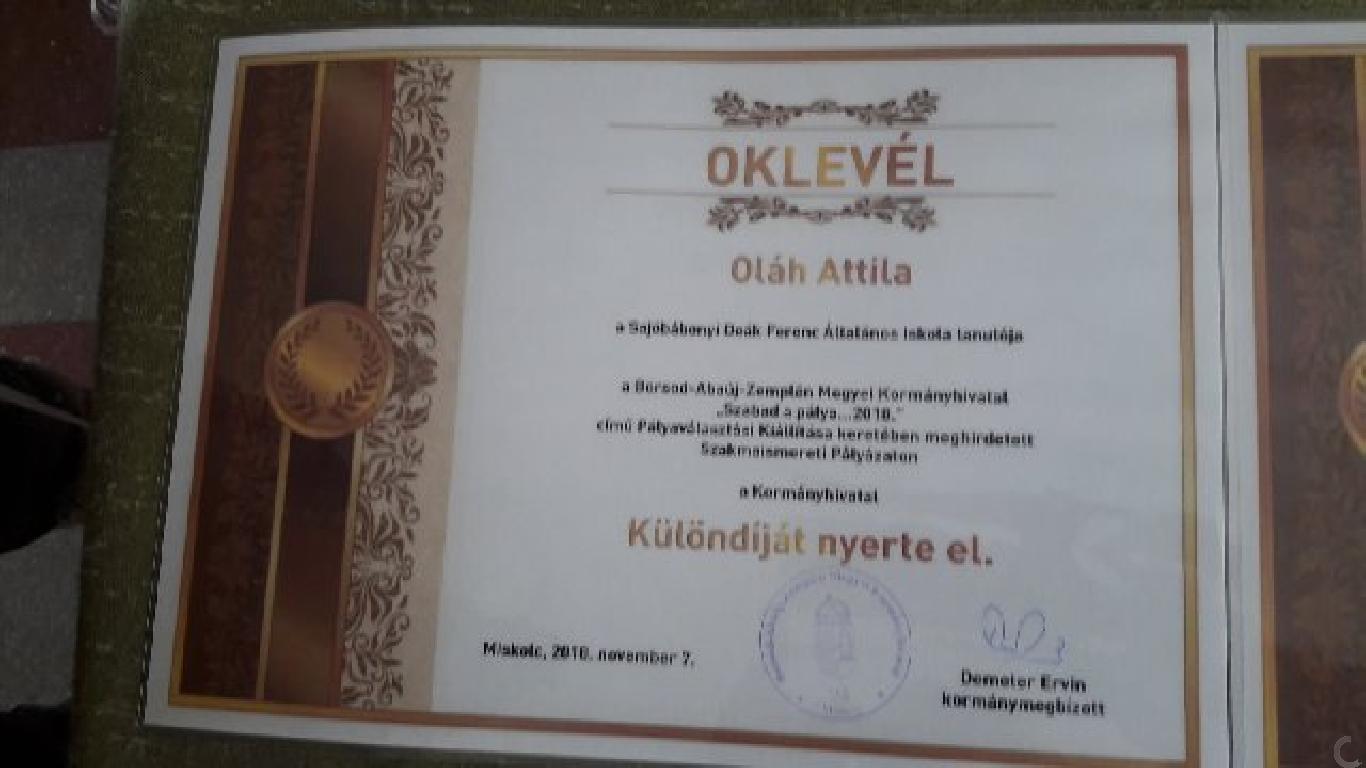 OKLEVÉL
Oláh Attila
a Sajóbábonyi Deák Ferenc Általános Iskola tanulója
a Borsod-Abaúj-Zemplén Megyei Kormányhivatal
„Szabad a pálya...2018."
című Pályaválasztási Kiállítása keretében meghirdetett
Szakmaismereti Pályázaton
a Kormányhivatal
Különdíját nyerte el.
Miskolc, 2018. november 7.
Demeter Ervin
kormánymegbízott